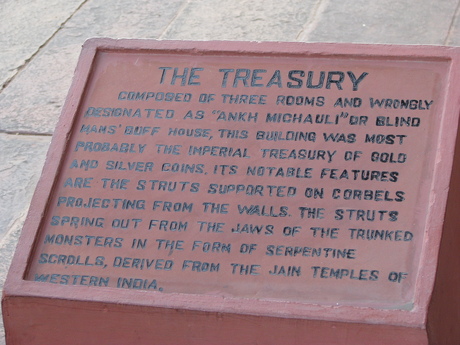 THE TREASURY
COMPOSED OF THREE ROOMS AND WRONGLY
DESIGNATED AS "ANKH MICHAULI" OR BLIND
MANS' BUFF HOUSE, THIS BUILDING WAS MOST
PROBABLY THE IMPERIAL TREASURY OF GOLD
AND SILVER COINS. ITS NOTABLE FEATURES
ARE THE STRUTS SUPPORTED ON CORBELS
PROJECTING FROM THE WALLS. THE STRUTS
SPRING OUT FROM THE JAWS OF THE TRUNKED
MONSTERS IN THE FORM OF SERPENTINE
SCROLLS, DERIVED FROM THE JAIN TEMPLES OF
WESTERN INDIA.